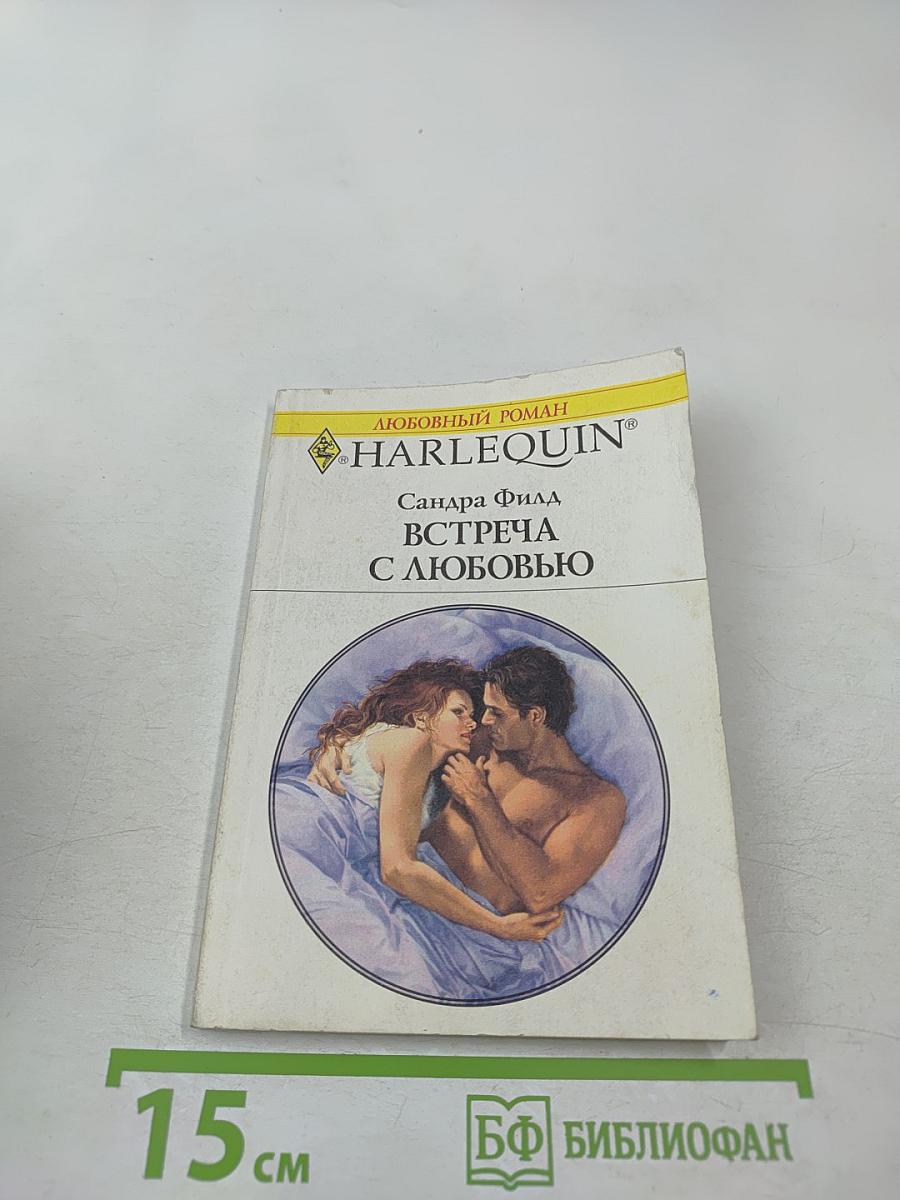 ЛЮБОВНЫЙ РОМАН
®HARLEQUIN®
Сандра Филд
ВСТРЕЧА
С ЛЮБОВЬЮ
15 см
БФ БИБЛИОФАН